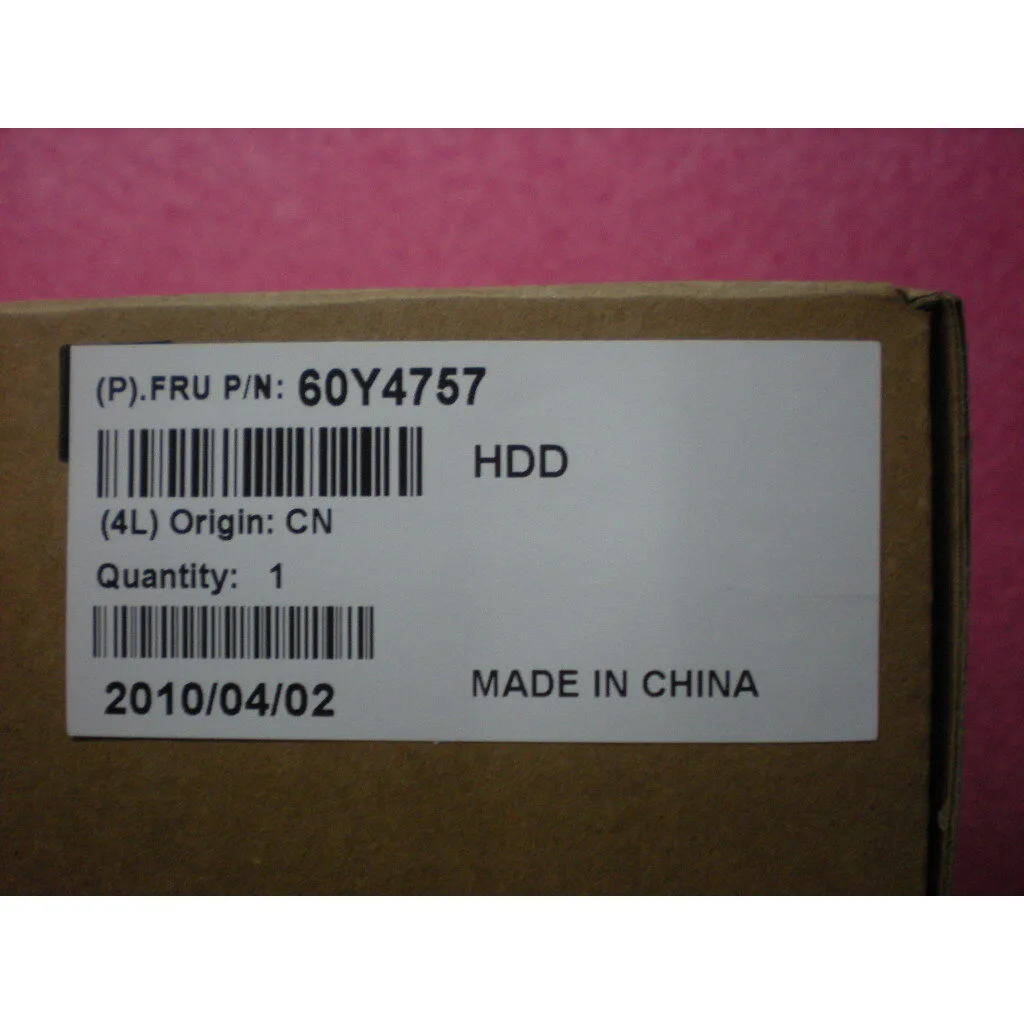 (P).FRU P/N: 60Y4757
HDD
(4L) Origin: CN
Quantity: 1
2010/04/02
MADE IN CHINA